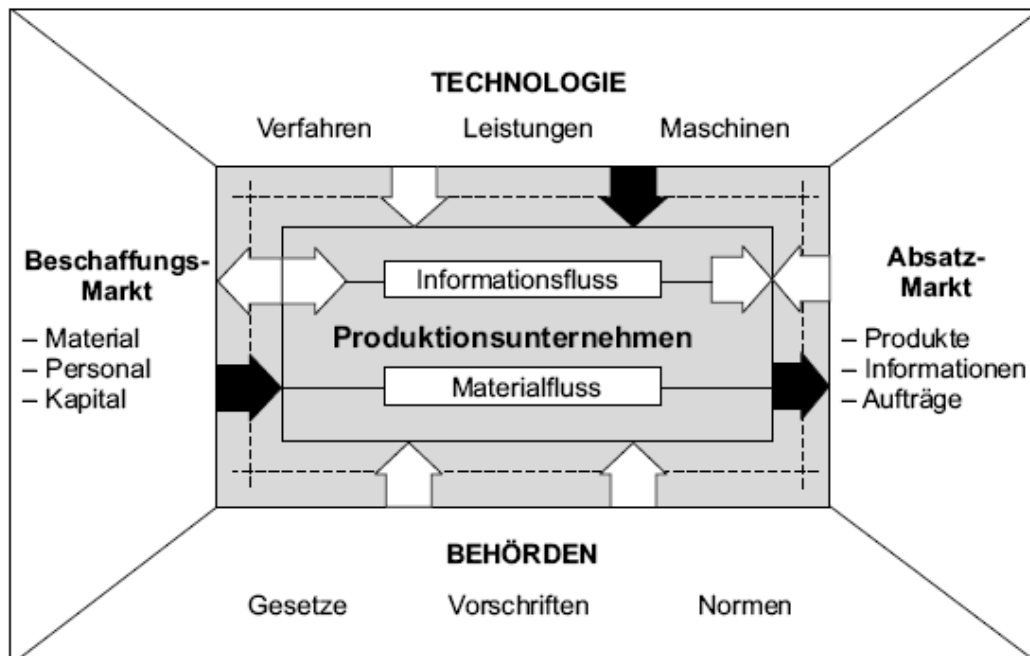 TECHNOLOGIE
Verfahren Leistungen Maschinen
Beschaffungs-
Markt
– Material
– Personal
– Kapital
Informationsfluss
Produktionsunternehmen
Materialfluss
Absatz-
Markt
– Produkte
– Informationen
– Aufträge
BEHÖRDEN
Gesetze Vorschriften Normen